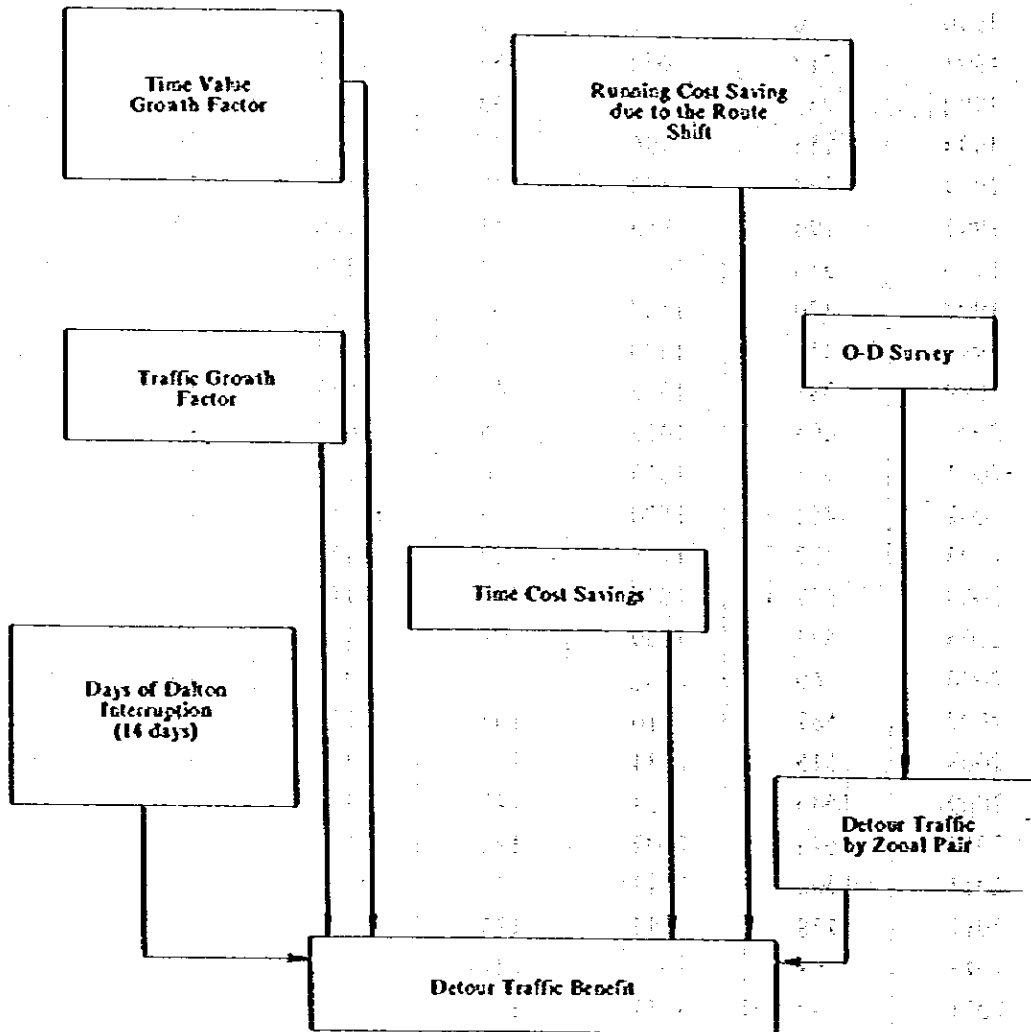 Time Value
Growth Factor
Running Cost Saving
due to the Route
Shift
Traffic Growth
Factor
O-D Survey
Time Cost Savings
Days of Dalton
Interruption
(14 days)
Detour Traffic
by Zonal Pair
Detour Traffic Benefit